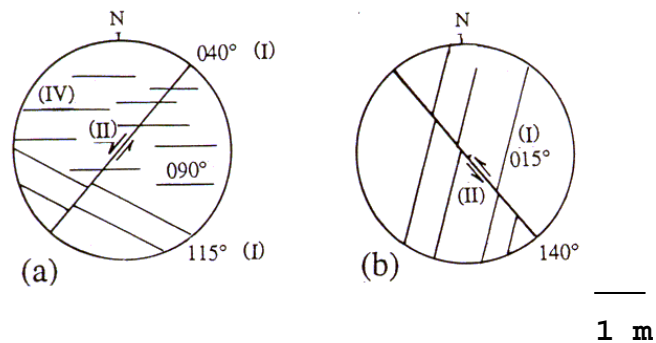 N
040° (I)
(IV)
(II)
090°
115° (I)
(a)
N
(I)
015°
(II)
140°
(b)
1 m